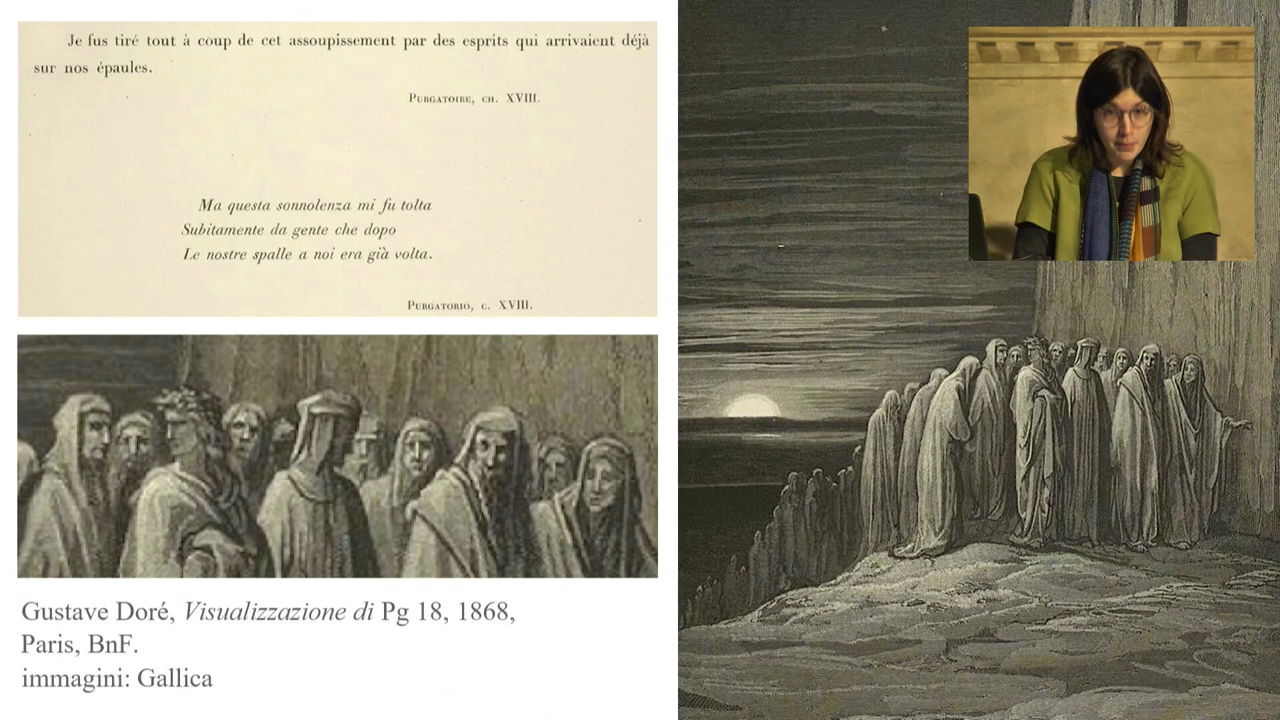 Je fus tiré tout à coup de cet assoupissement par des esprits qui arrivaient déjà
sur nos épaules.
Purgatoire, ch. XVIII.
Ma questa sonnolenza mi fu tolta
Subitamente da gente che dopo
Le nostre spalle a noi era già volta.
Purgatorio, c. XVIII.
Gustave Doré, Visualizzazione di Pg 18, 1868,
Paris, BnF.
immagini: Gallica